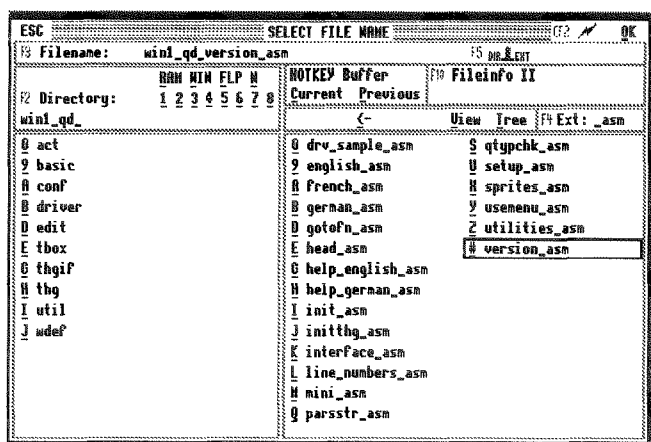 ESC SELECT FILE NAME CF2 OK
F3 Filename: win1_qd_version_asm F5 DIR & EXT
RAM WIN FLP N HOTKEY Buffer F10 Fileinfo II
F2 Directory: 1 2 3 4 5 6 7 8 Current Previous
win1_qd_ <- View Tree F4 Ext: _asm
0 act
9 basic
A conf
B driver
D edit
E tbox
G thgif
H thg
I util
J wdef
0 drv_sample_asm
9 english_asm
A french_asm
B german_asm
D gotofn_asm
E head_asm
G help_english_asm
H help_german_asm
I init_asm
J initthg_asm
K interface_asm
L line_numbers_asm
M mini_asm
Q parsstr_asm
S qtypchk_asm
U setup_asm
X sprites_asm
Y usemenu_asm
Z utilities_asm
# version_asm